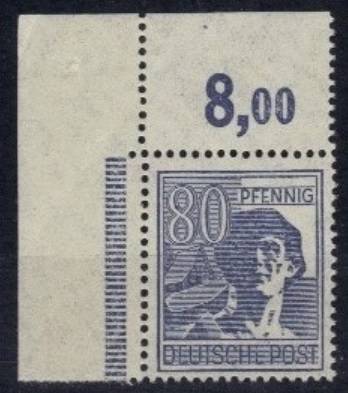 8,00
80 PFENNIG
DEUTSCHE POST